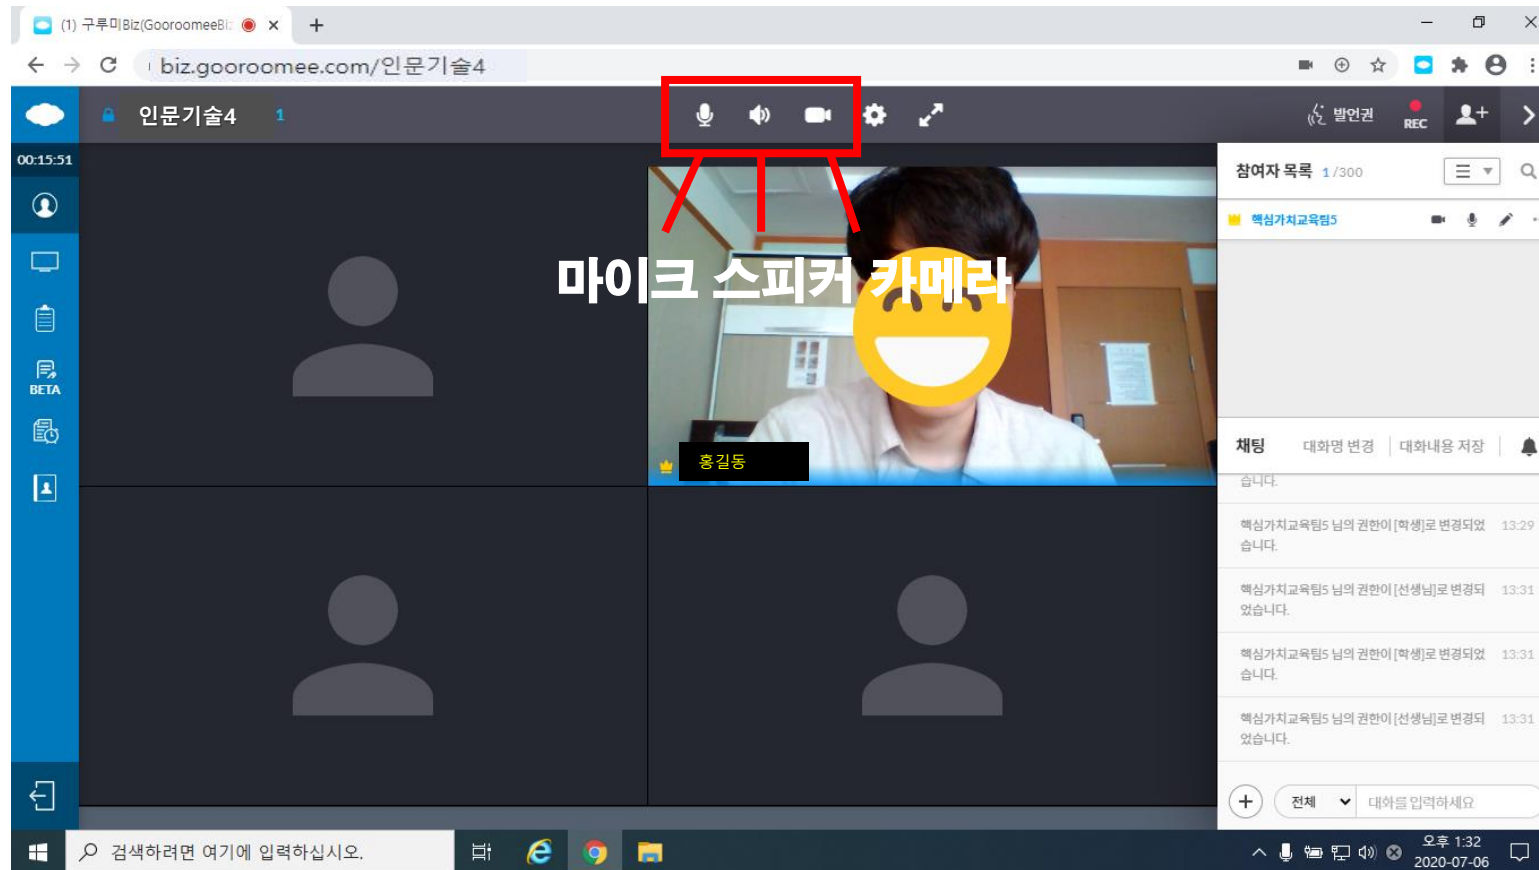 (1) 구루미Biz(GooroomeeBiz
biz.gooroomee.com/인문기술4
인문기술4 1
발언권 REC
00:15:51
참여자 목록 1/300
핵심가치교육팀5
마이크 스피커 카메라
BETA
홍길동
채팅 대화명 변경 대화내용 저장
습니다.
핵심가치교육팀5 님의 권한이 [학생]로 변경되었 13:29
습니다.
핵심가치교육팀5 님의 권한이 [선생님]로 변경되 13:31
었습니다.
핵심가치교육팀5 님의 권한이 [학생]로 변경되었 13:31
습니다.
핵심가치교육팀5 님의 권한이 [선생님]로 변경되 13:31
었습니다.
전체 대화를 입력하세요
검색하려면 여기에 입력하십시오.
오후 1:32
2020-07-06